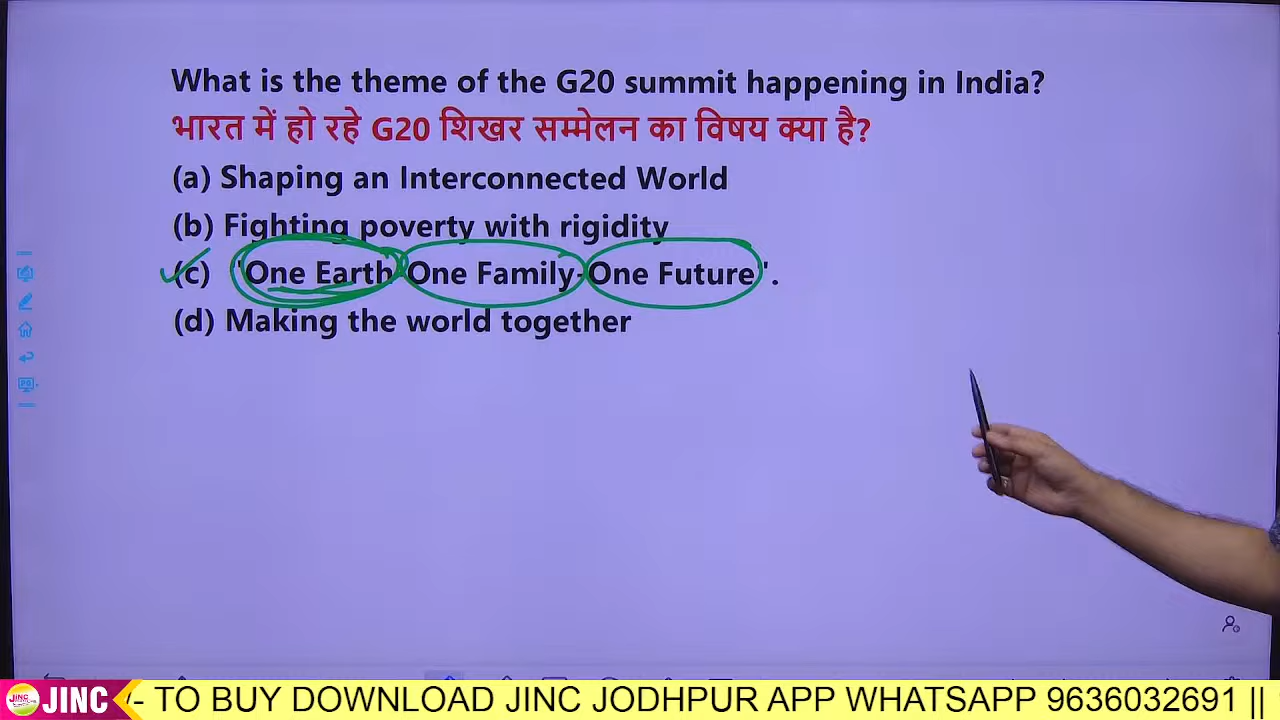 What is the theme of the G20 summit happening in India?
भारत में हो रहे G20 शिखर सम्मेलन का विषय क्या है?
(a) Shaping an Interconnected World
(b) Fighting poverty with rigidity
(c) 'One Earth-One Family-One Future'.
(d) Making the world together
JINC JINC /- TO BUY DOWNLOAD JINC JODHPUR APP WHATSAPP 9636032691 ||